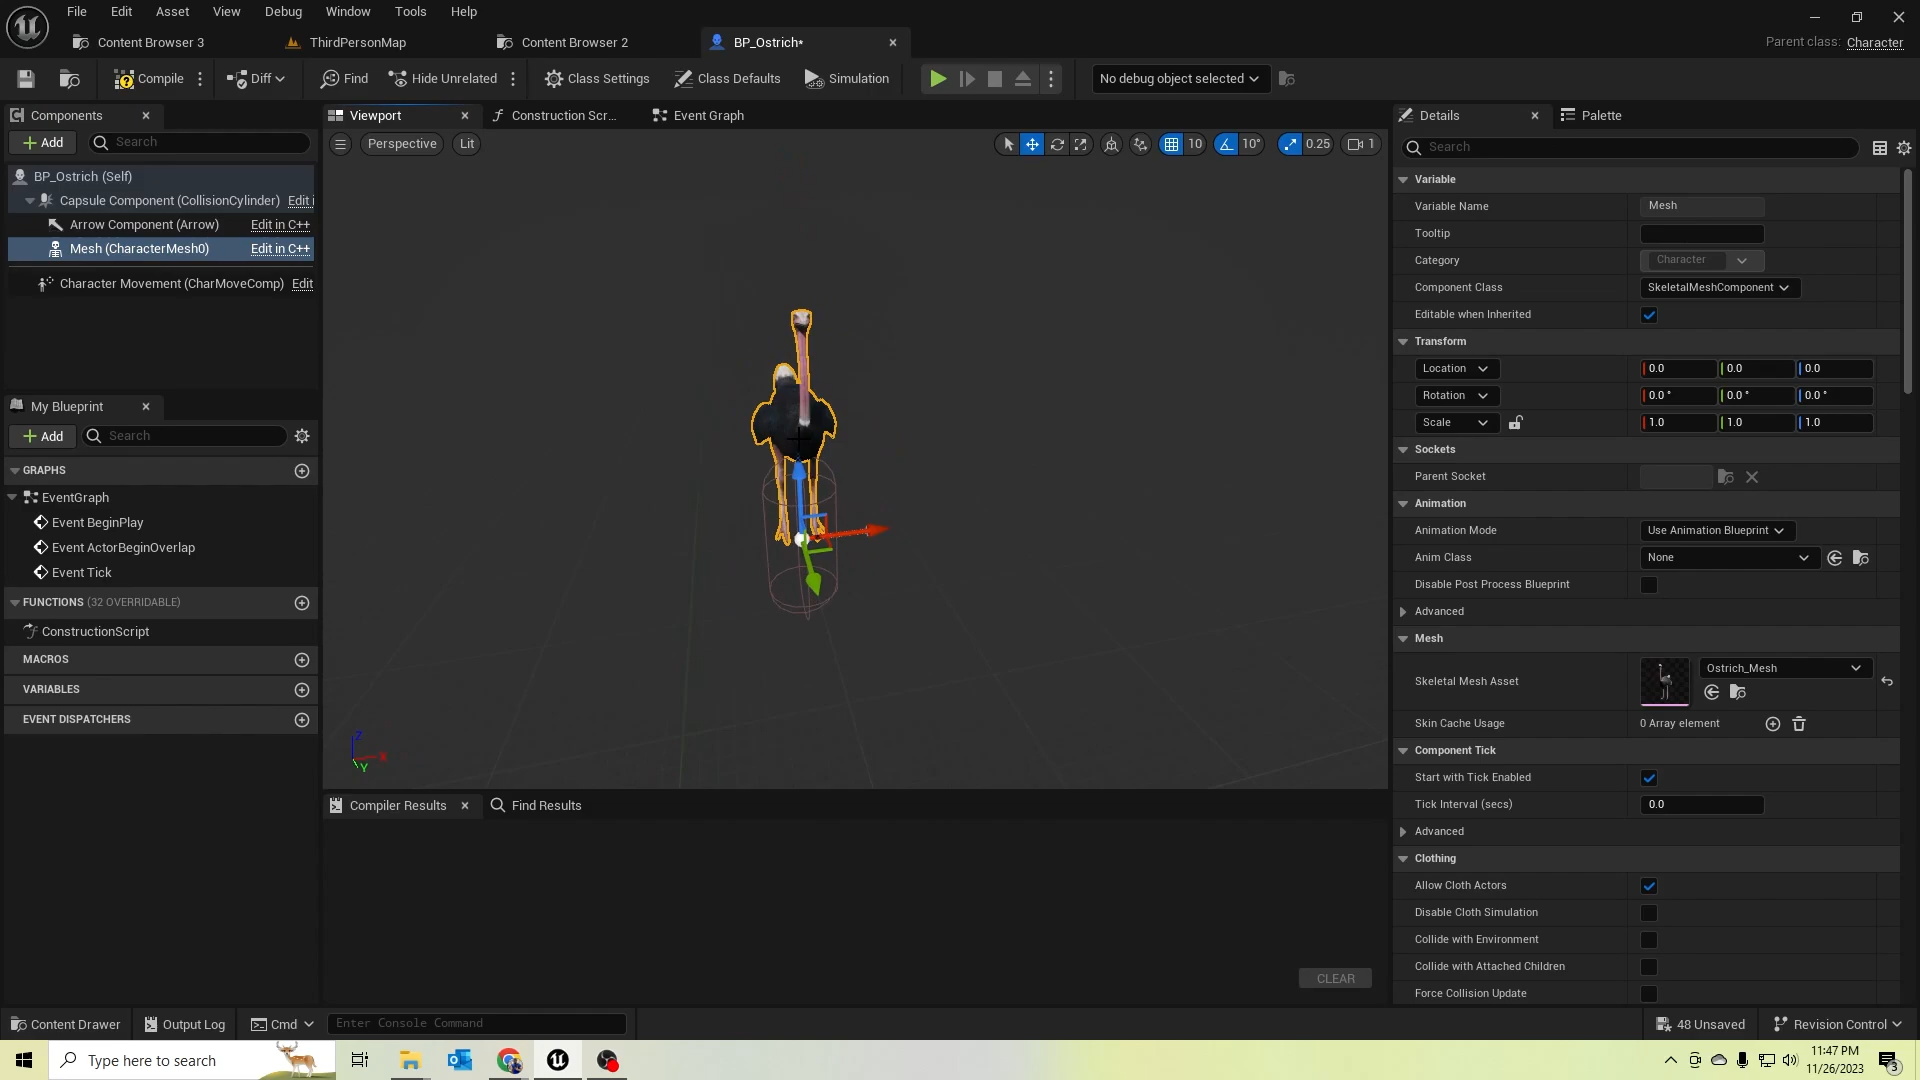 File Edit Asset View Debug Window Tools Help
Content Browser 3 ThirdPersonMap Content Browser 2 BP_Ostrich* Parent class: Character
Compile Diff Find Hide Unrelated Class Settings Class Defaults Simulation No debug object selected
Components
Add Search
BP_Ostrich (Self)
Capsule Component (CollisionCylinder) Edit i
Arrow Component (Arrow) Edit in C++
Mesh (CharacterMesh0) Edit in C++
Character Movement (CharMoveComp) Edit
My Blueprint
Add Search
GRAPHS
EventGraph
Event BeginPlay
Event ActorBeginOverlap
Event Tick
FUNCTIONS (32 OVERRIDABLE)
ConstructionScript
MACROS
VARIABLES
EVENT DISPATCHERS
Viewport Construction Scr... Event Graph
Perspective Lit 10 10° 0.25 1
Z
X
Y
Compiler Results Find Results
CLEAR
Details Palette
Search
Variable
Variable Name Mesh
Tooltip
Category Character
Component Class SkeletalMeshComponent
Editable when Inherited
Transform
Location 0.0 0.0 0.0
Rotation 0.0 ° 0.0 ° 0.0 °
Scale 1.0 1.0 1.0
Sockets
Parent Socket
Animation
Animation Mode Use Animation Blueprint
Anim Class None
Disable Post Process Blueprint
Advanced
Mesh
Skeletal Mesh Asset Ostrich_Mesh
Skin Cache Usage 0 Array element
Component Tick
Start with Tick Enabled
Tick Interval (secs) 0.0
Advanced
Clothing
Allow Cloth Actors
Disable Cloth Simulation
Collide with Environment
Collide with Attached Children
Force Collision Update
Content Drawer Output Log Cmd Enter Console Command 48 Unsaved Revision Control
Type here to search
11:47 PM
11/26/2023
3